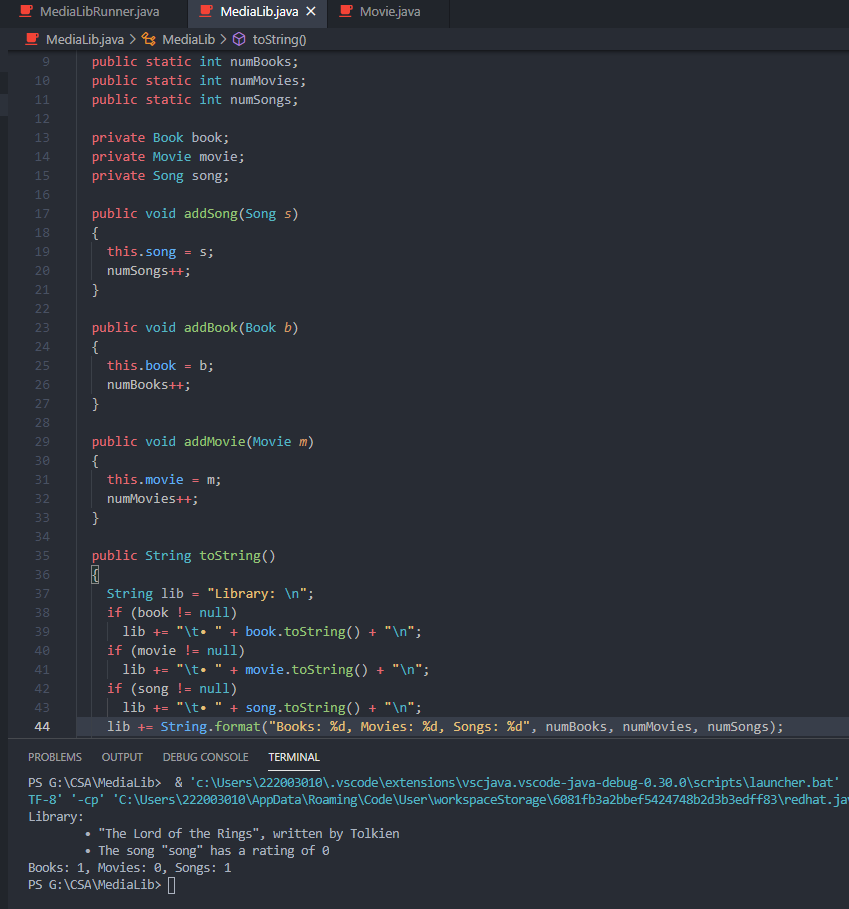 MediaLibRunner.java MediaLib.java × Movie.java
MediaLib.java > MediaLib > toString()
9 public static int numBooks;
10 public static int numMovies;
11 public static int numSongs;
12
13 private Book book;
14 private Movie movie;
15 private Song song;
16
17 public void addSong(Song s)
18 {
19 this.song = s;
20 numSongs++;
21 }
22
23 public void addBook(Book b)
24 {
25 this.book = b;
26 numBooks++;
27 }
28
29 public void addMovie(Movie m)
30 {
31 this.movie = m;
32 numMovies++;
33 }
34
35 public String toString()
36 {
37 String lib = "Library: \n";
38 if (book != null)
39 lib += "\t• " + book.toString() + "\n";
40 if (movie != null)
41 lib += "\t• " + movie.toString() + "\n";
42 if (song != null)
43 lib += "\t• " + song.toString() + "\n";
44 lib += String.format("Books: %d, Movies: %d, Songs: %d", numBooks, numMovies, numSongs);
PROBLEMS OUTPUT DEBUG CONSOLE TERMINAL
PS G:\CSA\MediaLib> & 'c:\Users\222003010\.vscode\extensions\vscjava.vscode-java-debug-0.30.0\scripts\launcher.bat'
TF-8' '-cp' 'C:\Users\222003010\AppData\Roaming\Code\User\workspaceStorage\6081fb3a2bbef5424748b2d3b3edff83\redhat.jav
Library:
• "The Lord of the Rings", written by Tolkien
• The song "song" has a rating of 0
Books: 1, Movies: 0, Songs: 1
PS G:\CSA\MediaLib>